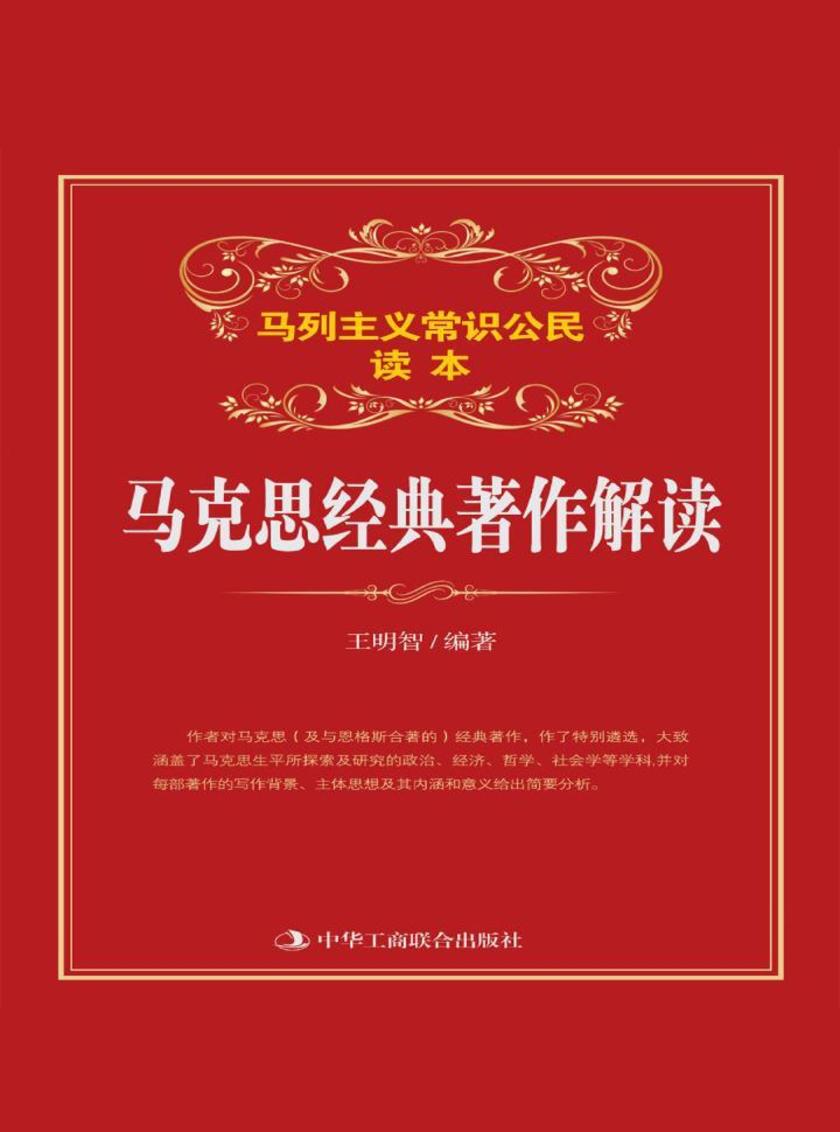 马列主义常识公民
读本
马克思经典著作解读
王明智/编著
作者对马克思（及与恩格斯合著的）经典著作，作了特别遴选，大致
涵盖了马克思生平所探索及研究的政治、经济、哲学、社会学等学科,并对
每部著作的写作背景、主体思想及其内涵和意义给出简要分析。
中华工商联合出版社